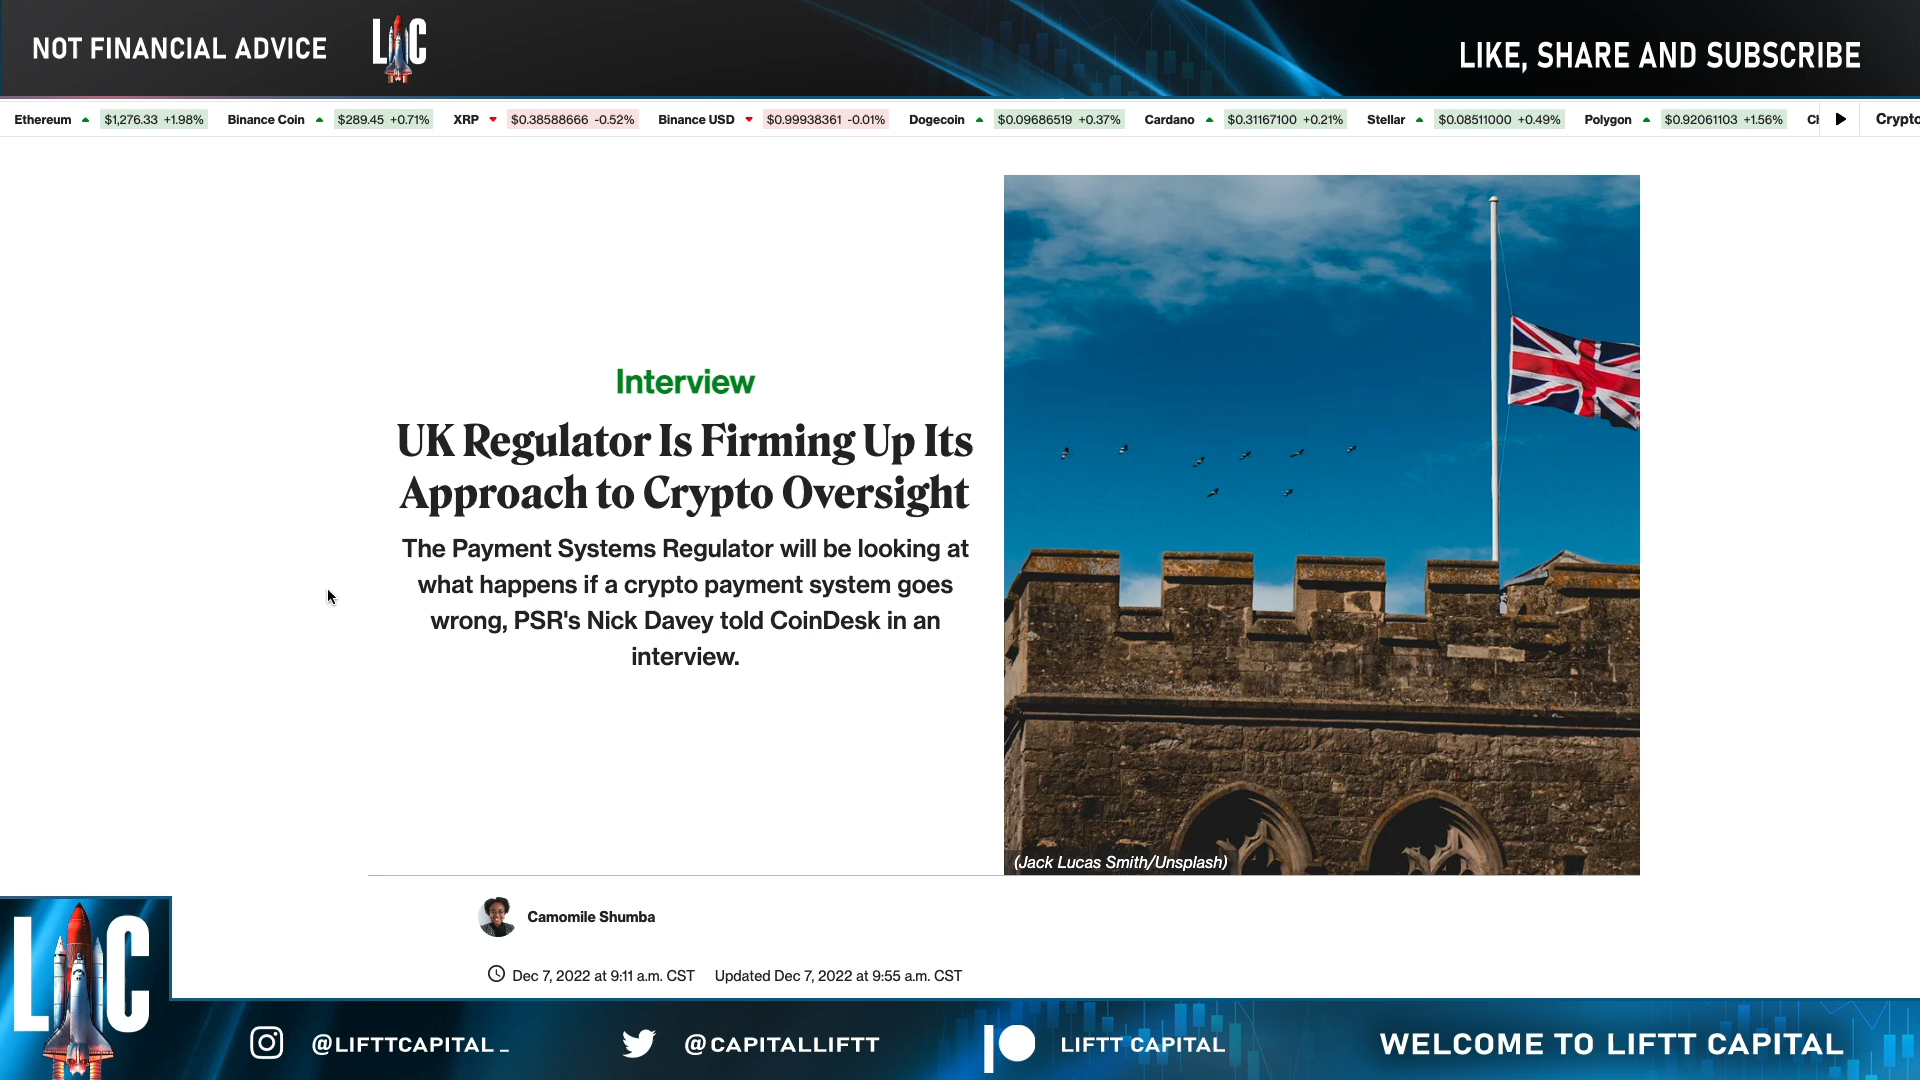 NOT FINANCIAL ADVICE
LC
LIKE, SHARE AND SUBSCRIBE
Ethereum $1,276.33 +1.98% Binance Coin $289.45 +0.71% XRP $0.38588666 -0.52% Binance USD $0.99938361 -0.01% Dogecoin $0.09686519 +0.37% Cardano $0.31167100 +0.21% Stellar $0.08511000 +0.49% Polygon $0.92061103 +1.56%
Interview
UK Regulator Is Firming Up Its
Approach to Crypto Oversight
The Payment Systems Regulator will be looking at
what happens if a crypto payment system goes
wrong, PSR's Nick Davey told CoinDesk in an
interview.
(Jack Lucas Smith/Unsplash)
Camomile Shumba
Dec 7, 2022 at 9:11 a.m. CST Updated Dec 7, 2022 at 9:55 a.m. CST
LC
@LIFTTCAPITAL_
@CAPITALLIFTT
LIFTT CAPITAL
WELCOME TO LIFTT CAPITAL